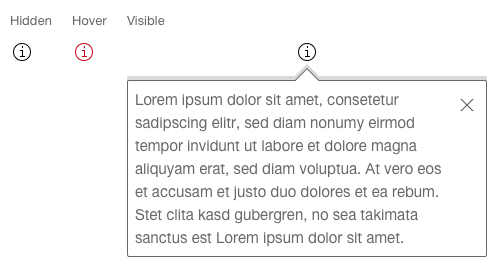 Hidden Hover Visible
Lorem ipsum dolor sit amet, consetetur
sadipscing elitr, sed diam nonumy eirmod
tempor invidunt ut labore et dolore magna
aliquyam erat, sed diam voluptua. At vero eos
et accusam et justo duo dolores et ea rebum.
Stet clita kasd gubergren, no sea takimata
sanctus est Lorem ipsum dolor sit amet.